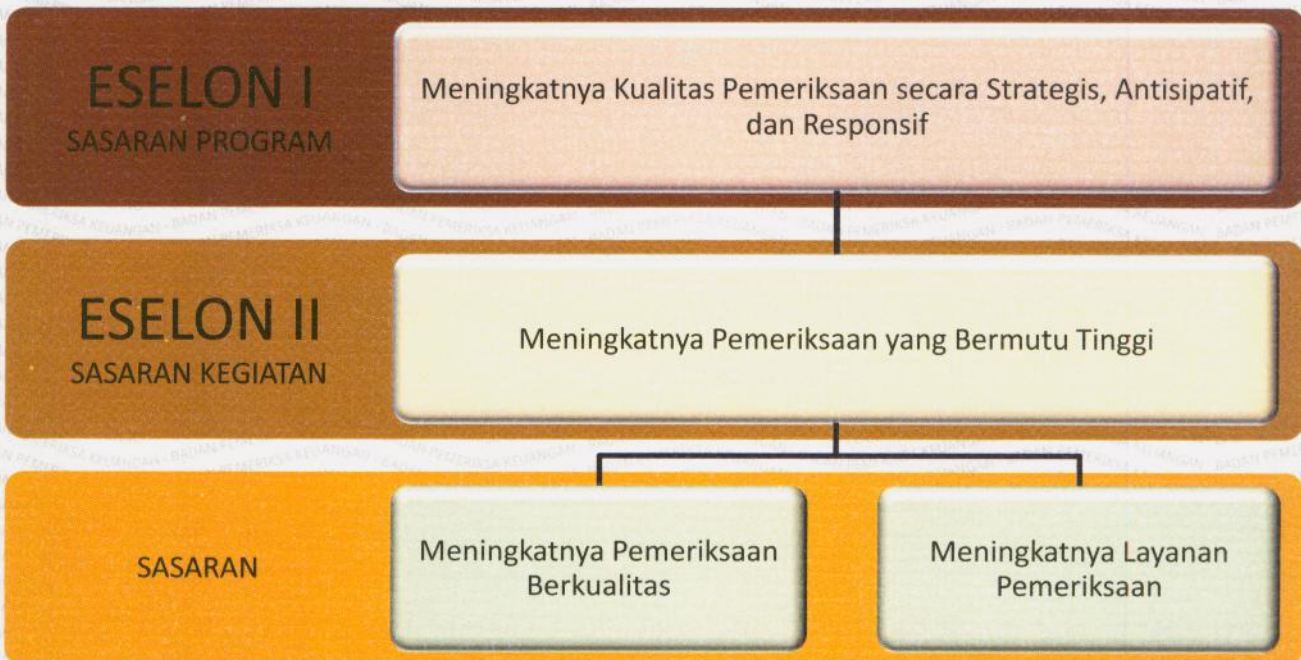 ESELON I
SASARAN PROGRAM
Meningkatnya Kualitas Pemeriksaan secara Strategis, Antisipatif,
dan Responsif
ESELON II
SASARAN KEGIATAN
Meningkatnya Pemeriksaan yang Bermutu Tinggi
SASARAN
Meningkatnya Pemeriksaan
Berkualitas
Meningkatnya Layanan
Pemeriksaan